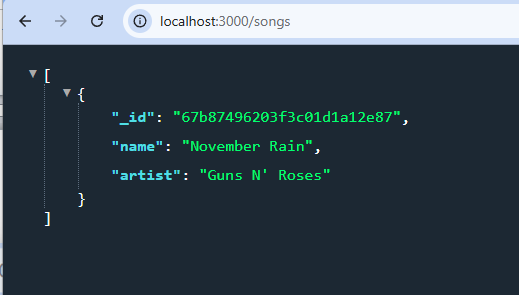 localhost:3000/songs
[
{
"_id": "67b87496203f3c01d1a12e87",
"name": "November Rain",
"artist": "Guns N' Roses"
}
]